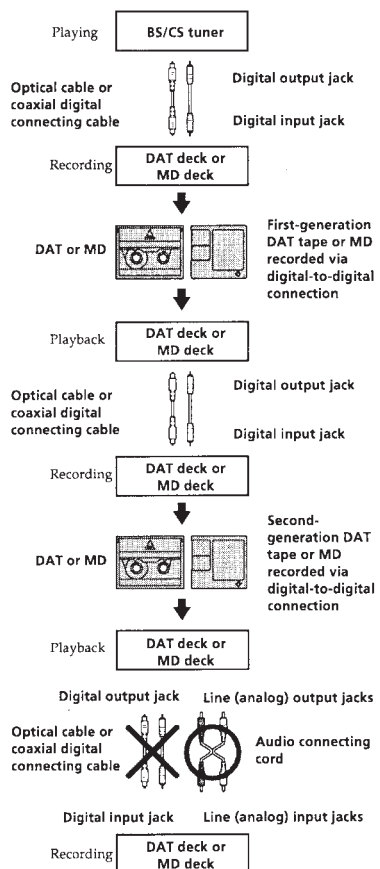 Playing
BS/CS tuner
Optical cable or
coaxial digital
connecting cable
Digital output jack
Digital input jack
Recording
DAT deck or
MD deck
DAT or MD
First-generation
DAT tape or MD
recorded via
digital-to-digital
connection
Playback
DAT deck or
MD deck
Optical cable or
coaxial digital
connecting cable
Digital output jack
Digital input jack
Recording
DAT deck or
MD deck
DAT or MD
Second-
generation DAT
tape or MD
recorded via
digital-to-digital
connection
Playback
DAT deck or
MD deck
Digital output jack
Line (analog) output jacks
Optical cable or
coaxial digital
connecting cable
Audio connecting
cord
Digital input jack
Line (analog) input jacks
Recording
DAT deck or
MD deck